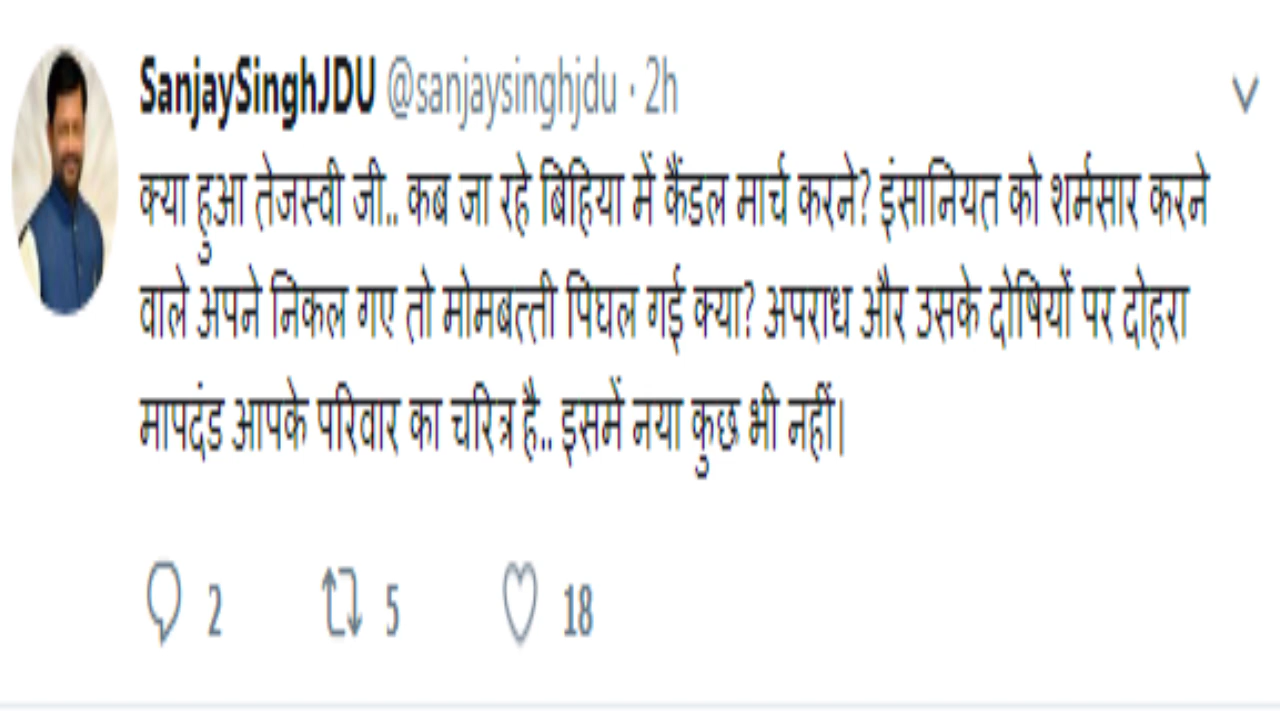 SanjaySinghJDU @sanjaysinghjdu · 2h
क्या हुआ तेजस्वी जी.. कब जा रहे बिहिया में कैंडल मार्च करने? इंसानियत को शर्मसार करने
वाले अपने निकल गए तो मोमबत्ती पिघल गई क्या? अपराध और उसके दोषियों पर दोहरा
मापदंड आपके परिवार का चरित्र है.. इसमें नया कुछ भी नहीं।
2 5 18